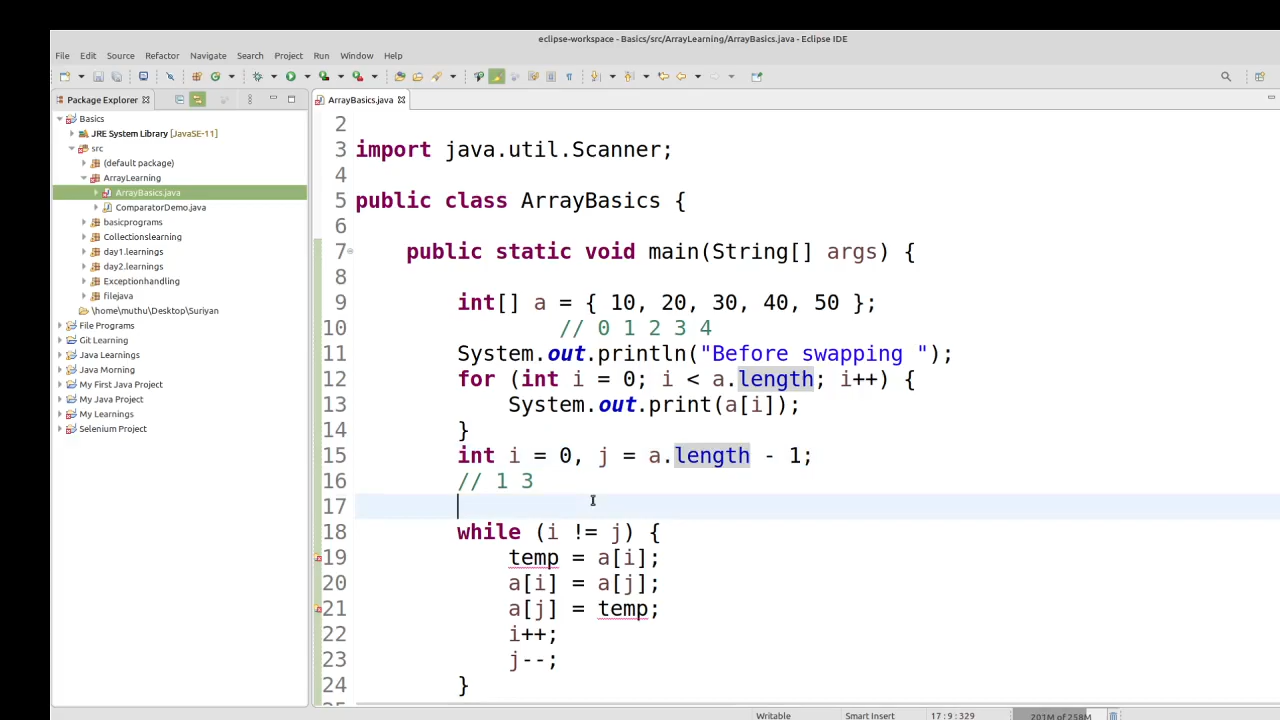 eclipse-workspace - Basics/src/ArrayLearning/ArrayBasics.java - Eclipse IDE
File Edit Source Refactor Navigate Search Project Run Window Help
Package Explorer
ArrayBasics.java
Basics
JRE System Library [JavaSE-11]
src
(default package)
ArrayLearning
ArrayBasics.java
ComparatorDemo.java
basicprograms
Collectionslearning
day1.learnings
day2.learnings
Exceptionhandling
filejava
\home\muthu\Desktop\Suriyan
File Programs
Git Learning
Java Learnings
Java Morning
My First Java Project
My Java Project
My Learnings
Selenium Project
2
3 import java.util.Scanner;
4
5 public class ArrayBasics {
6
7 public static void main(String[] args) {
8
9 int[] a = { 10, 20, 30, 40, 50 };
10 // 0 1 2 3 4
11 System.out.println("Before swapping ");
12 for (int i = 0; i < a.length; i++) {
13 System.out.print(a[i]);
14 }
15 int i = 0, j = a.length - 1;
16 // 1 3
17
18 while (i != j) {
19 temp = a[i];
20 a[i] = a[j];
21 a[j] = temp;
22 i++;
23 j--;
24 }
Writable Smart Insert 17:9:329 201M of 258M